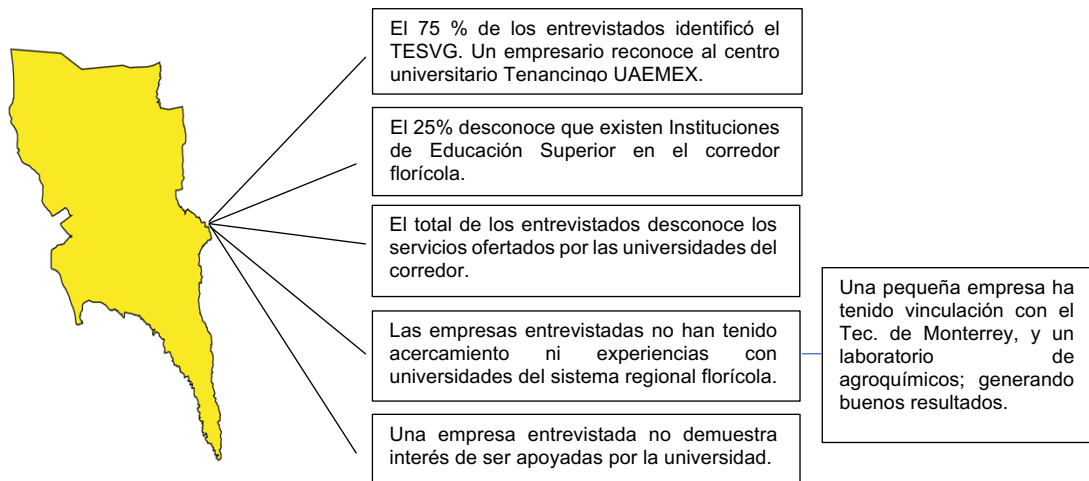 El 75 % de los entrevistados identificó el
TESVG. Un empresario reconoce al centro
universitario Tenancingo UAEMEX.
El 25% desconoce que existen Instituciones
de Educación Superior en el corredor
florícola.
El total de los entrevistados desconoce los
servicios ofertados por las universidades del
corredor.
Las empresas entrevistadas no han tenido
acercamiento ni experiencias con
universidades del sistema regional florícola.
Una pequeña empresa ha
tenido vinculación con el
Tec. de Monterrey, y un
laboratorio de
agroquímicos; generando
buenos resultados.
Una empresa entrevistada no demuestra
interés de ser apoyadas por la universidad.